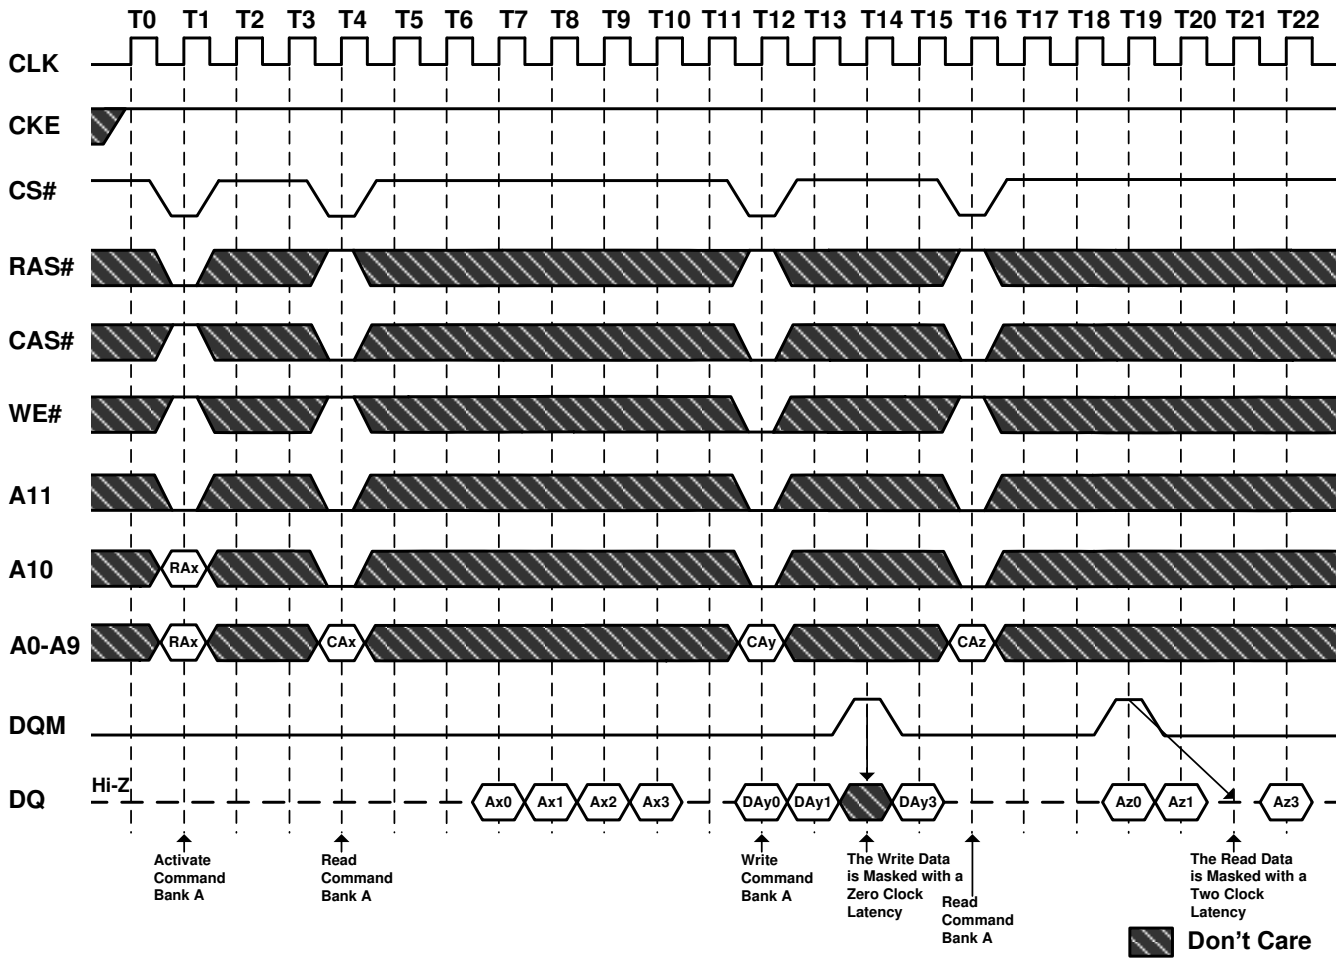 T0 T1 T2 T3 T4 T5 T6 T7 T8 T9 T10 T11 T12 T13 T14 T15 T16 T17 T18 T19 T20 T21 T22
CLK
CKE
CS#
RAS#
CAS#
WE#
A11
A10 RAx
A0-A9 RAx CAx CAy CAz
DQM
Hi-Z
DQ Ax0 Ax1 Ax2 Ax3 DAy0 DAy1 DAy3 Az0 Az1 Az3
Activate
Command
Bank A
Read
Command
Bank A
Write
Command
Bank A
The Write Data
is Masked with a
Zero Clock
Latency
Read
Command
Bank A
The Read Data
is Masked with a
Two Clock
Latency
Don't Care